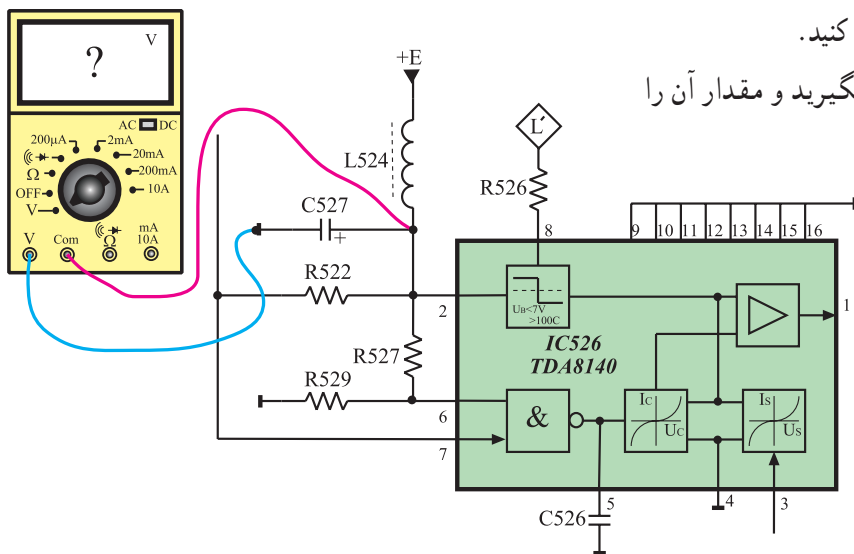 کنید.
گیرید و مقدار آن را
V
?
AC DC
200µA
2mA
20mA
200mA
10A
Ω
OFF
V
V
Com
Ω
mA
10A
+E
L524
C527
+
R522
R527
R529
L′
R526
8
9
10
11
12
13
14
15
16
2
UB<7V
>100C
IC526
TDA8140
1
6
7
&
IC
UC
IS
US
5
4
3
C526